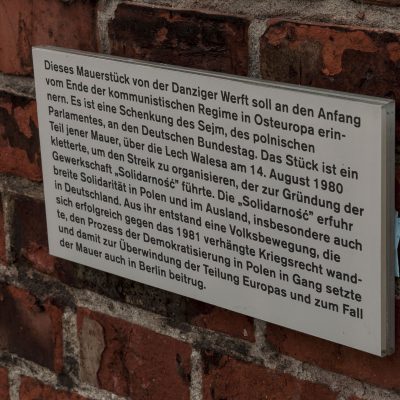 Dieses Mauerstück von der Danziger Werft soll an den Anfang
vom Ende der kommunistischen Regime in Osteuropa erin-
nern. Es ist eine Schenkung des Sejm, des polnischen
Parlamentes, an den Deutschen Bundestag. Das Stück ist ein
Teil jener Mauer, über die Lech Walesa am 14. August 1980
kletterte, um den Streik zu organisieren, der zur Gründung der
Gewerkschaft „Solidarność” führte. Die „Solidarność” erfuhr
breite Solidarität in Polen und im Ausland, insbesondere auch
in Deutschland. Aus ihr entstand eine Volksbewegung, die
sich erfolgreich gegen das 1981 verhängte Kriegsrecht wand-
te, den Prozess der Demokratisierung in Polen in Gang setzte
und damit zur Überwindung der Teilung Europas und zum Fall
der Mauer auch in Berlin beitrug.